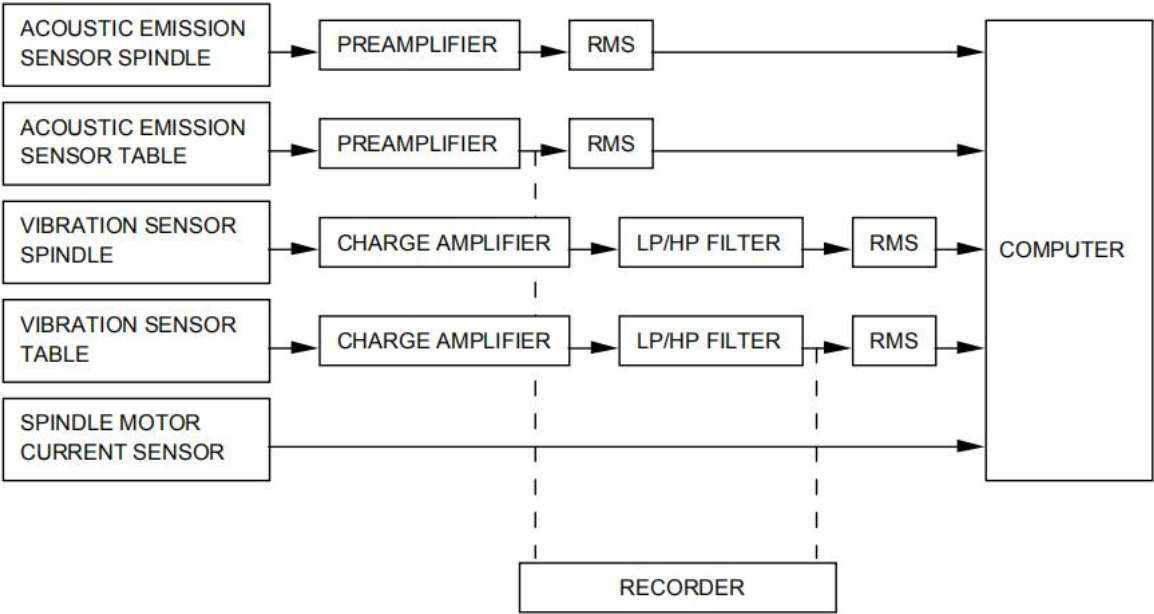 ACOUSTIC EMISSION
SENSOR SPINDLE
PREAMPLIFIER
RMS
ACOUSTIC EMISSION
SENSOR TABLE
PREAMPLIFIER
RMS
VIBRATION SENSOR
SPINDLE
CHARGE AMPLIFIER
LP/HP FILTER
RMS
COMPUTER
VIBRATION SENSOR
TABLE
CHARGE AMPLIFIER
LP/HP FILTER
RMS
SPINDLE MOTOR
CURRENT SENSOR
RECORDER